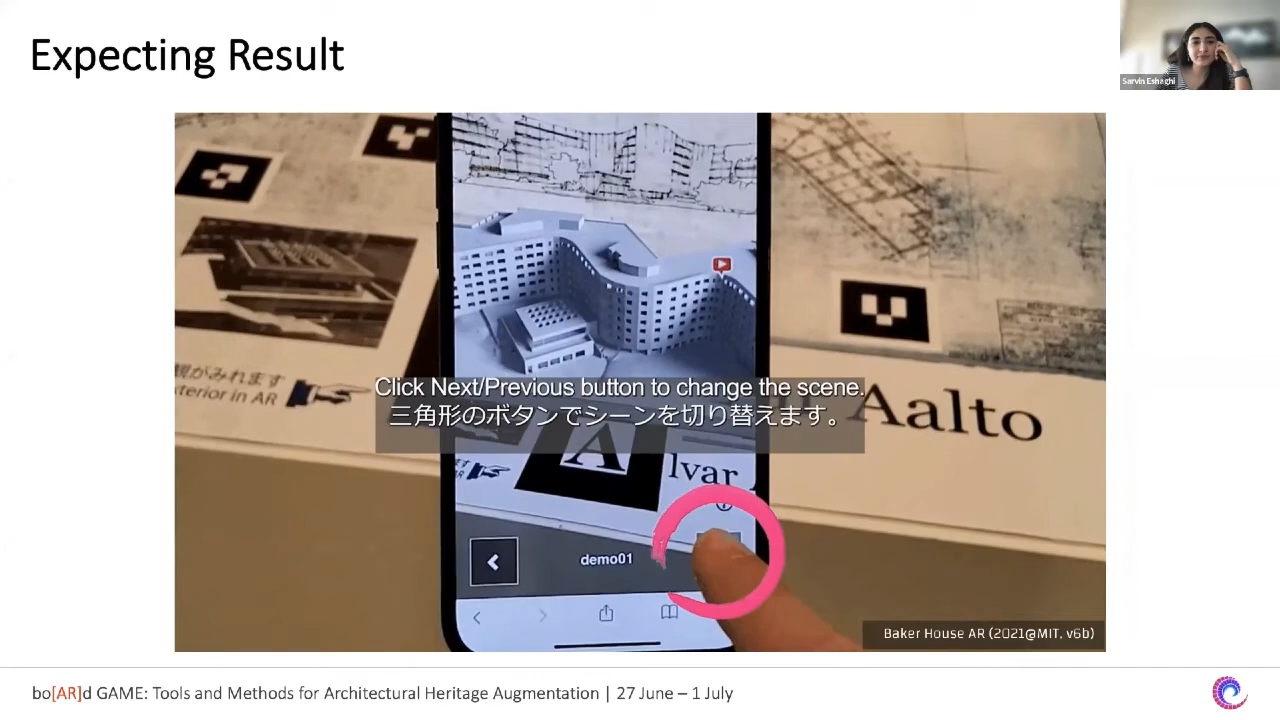 Expecting Result
Sarvin Eshaghi
観がみれます
terior in AR
Click Next/Previous button to change the scene.
三角形のボタンでシーンを切り替えます。
Aalto
A
lvar
AR
demo01
Baker House AR (2021@MIT, v6b)
bo[AR]d GAME: Tools and Methods for Architectural Heritage Augmentation | 27 June – 1 July